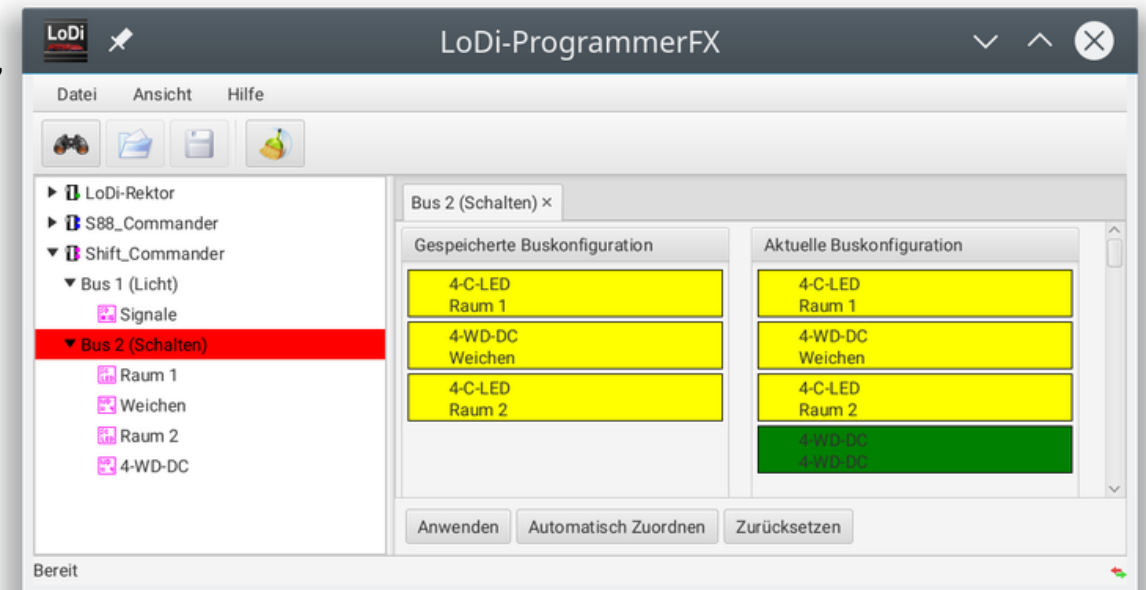 LoDi
LoDi-ProgrammerFX
Datei Ansicht Hilfe
LoDi-Rektor
S88_Commander
Shift_Commander
Bus 1 (Licht)
Signale
Bus 2 (Schalten)
Raum 1
Weichen
Raum 2
4-WD-DC
Bus 2 (Schalten) ×
Gespeicherte Buskonfiguration
4-C-LED
Raum 1
4-WD-DC
Weichen
4-C-LED
Raum 2
Aktuelle Buskonfiguration
4-C-LED
Raum 1
4-WD-DC
Weichen
4-C-LED
Raum 2
4-WD-DC
4-WD-DC
Anwenden Automatisch Zuordnen Zurücksetzen
Bereit